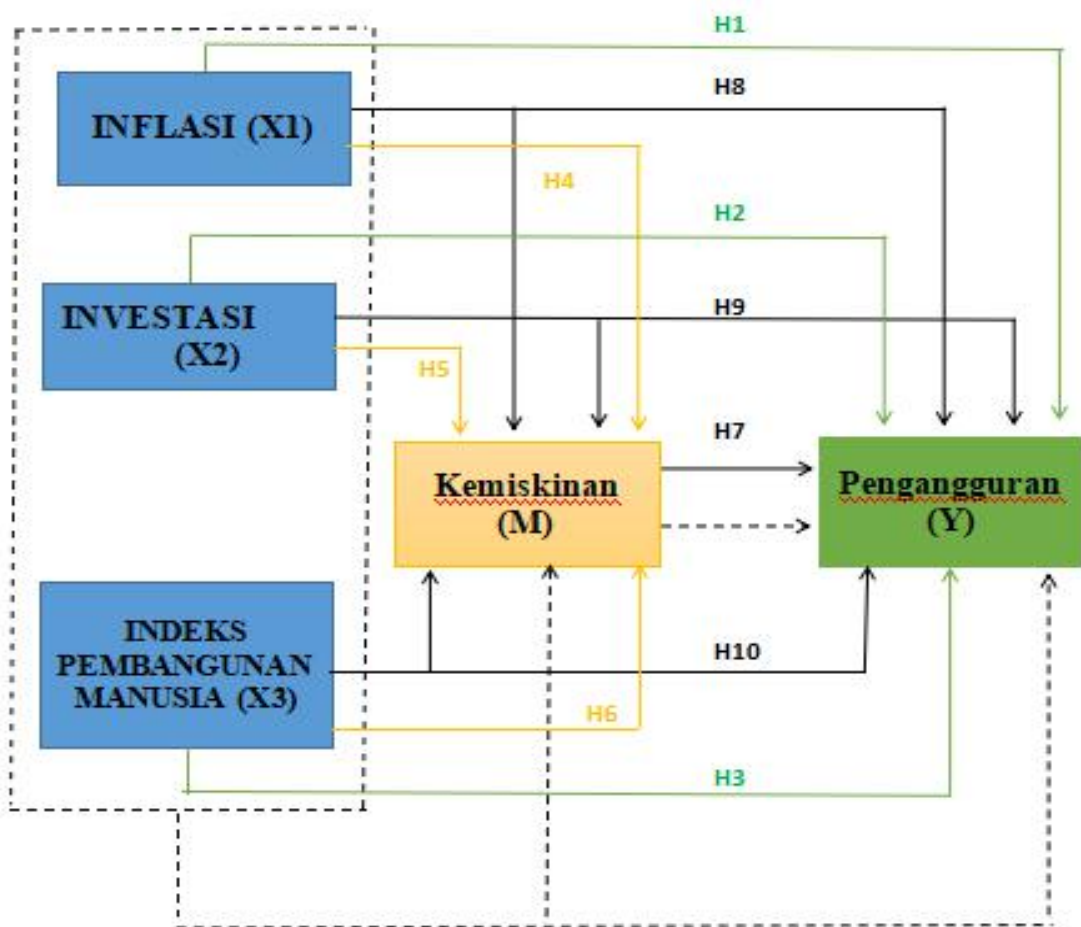 H1
INFLASI (X1)
H8
H4
H2
INVESTASI
(X2)
H9
H5
H7
Kemiskinan
(M)
Pengangguran
(Y)
INDEKS
PEMBANGUNAN
MANUSIA (X3)
H10
H6
H3